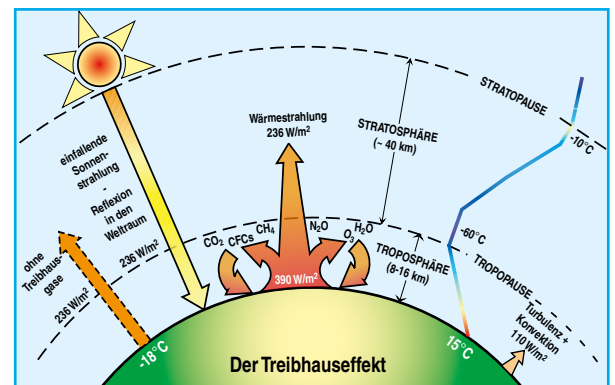 einfallende
Sonnen-
strahlung
-
Reflexion
in den
Weltraum
236 W/m²
ohne
Treibhaus-
gase
236 W/m²
-18°C
Wärmestrahlung
236 W/m²
CO₂
CFCs
CH₄
N₂O
O₃
H₂O
390 W/m²
STRATOSPHÄRE
(~ 40 km)
TROPOSPHÄRE
(8-16 km)
STRATOPAUSE
-10°C
-60°C
TROPOPAUSE
15°C
Turbulenz +
Konvektion
110 W/m²
Der Treibhauseffekt